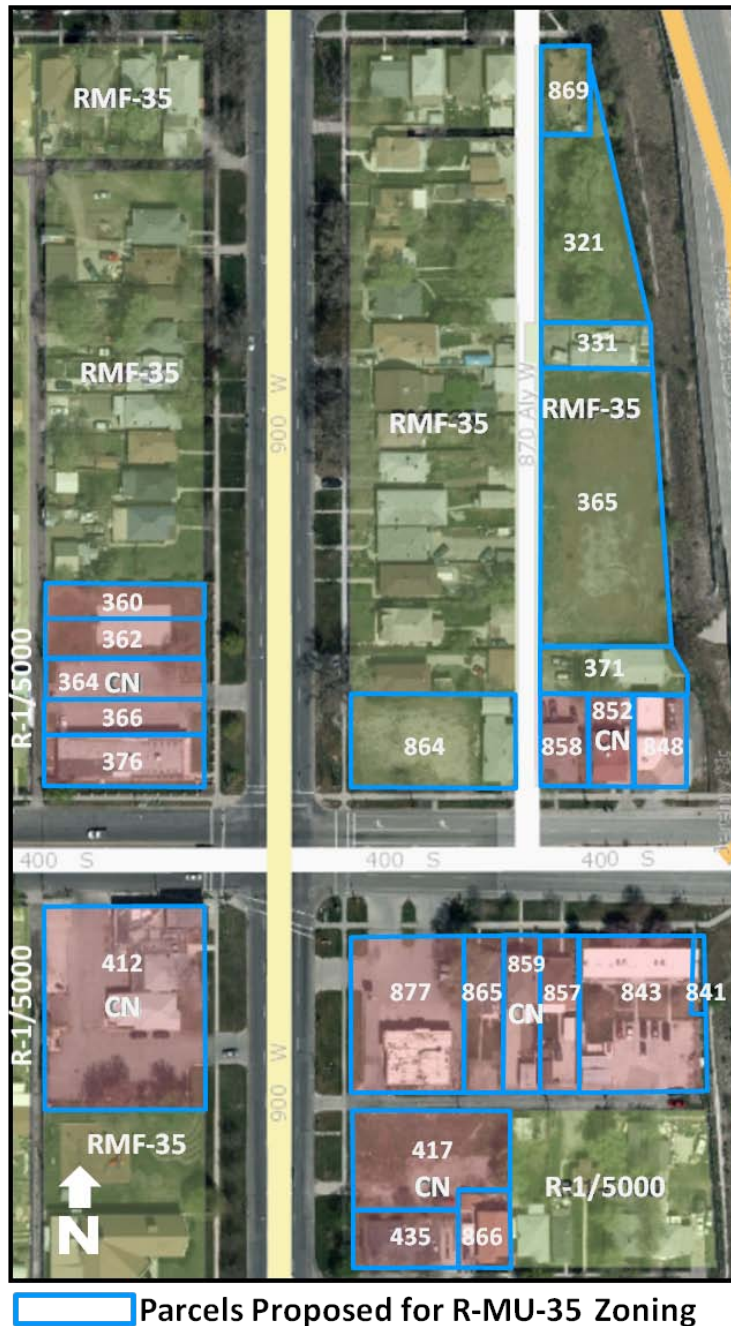 RMF-35
869
321
331
RMF-35
RMF-35
RMF-35
365
900 W
870 Aly W
360
362
364 CN
366
376
R-1/5000
371
864
858
852
CN
848
400 S
400 S
400 S
412
CN
R-1/5000
877
865
859
CN
857
843
841
900 W
RMF-35
417
CN
R-1/5000
435
866
N
Parcels Proposed for R-MU-35 Zoning